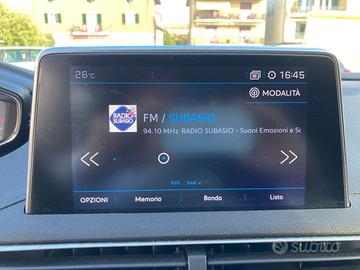 26°C
16:45
MODALITÀ
RADIO
SUBASIO
FM / SUBASIO
94.10 MHz RADIO SUBASIO - Suoni Emozioni e So
RDS DAB
OPZIONI
Memoria
Banda
Lista
subito